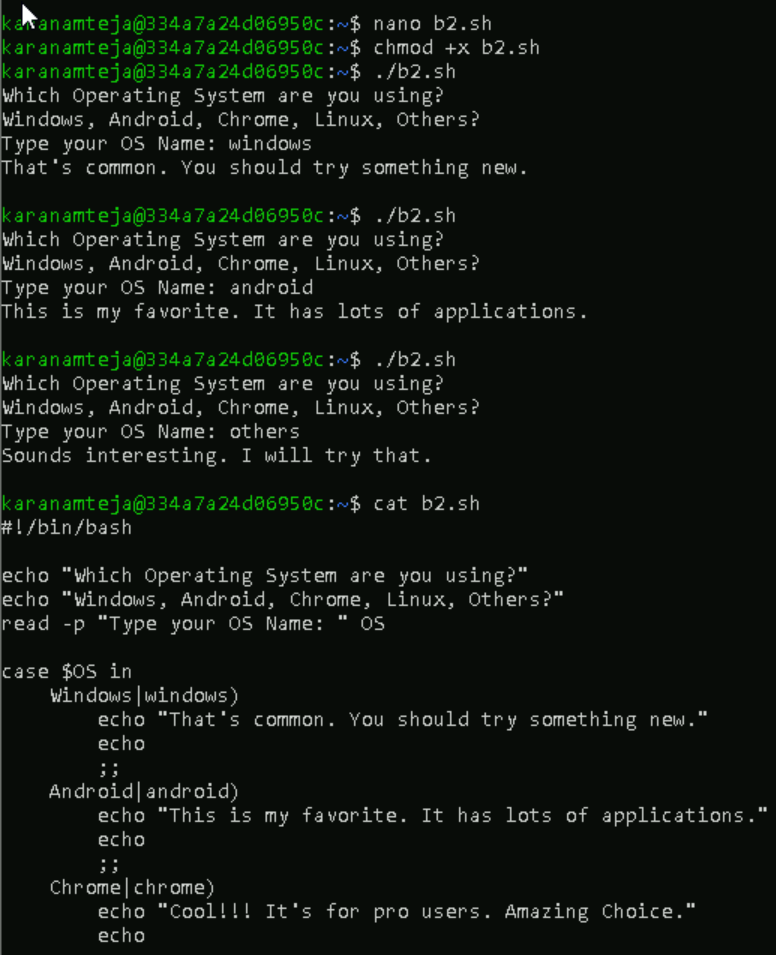 karanamteja@334a7a24d06950c:~$ nano b2.sh
karanamteja@334a7a24d06950c:~$ chmod +x b2.sh
karanamteja@334a7a24d06950c:~$ ./b2.sh
Which Operating System are you using?
Windows, Android, Chrome, Linux, Others?
Type your OS Name: windows
That's common. You should try something new.

karanamteja@334a7a24d06950c:~$ ./b2.sh
Which Operating System are you using?
Windows, Android, Chrome, Linux, Others?
Type your OS Name: android
This is my favorite. It has lots of applications.

karanamteja@334a7a24d06950c:~$ ./b2.sh
Which Operating System are you using?
Windows, Android, Chrome, Linux, Others?
Type your OS Name: others
Sounds interesting. I will try that.

karanamteja@334a7a24d06950c:~$ cat b2.sh
#!/bin/bash

echo "Which Operating System are you using?"
echo "Windows, Android, Chrome, Linux, Others?"
read -p "Type your OS Name: " OS

case $OS in
    Windows|windows)
        echo "That's common. You should try something new."
        echo
        ;;
    Android|android)
        echo "This is my favorite. It has lots of applications."
        echo
        ;;
    Chrome|chrome)
        echo "Cool!!! It's for pro users. Amazing Choice."
        echo